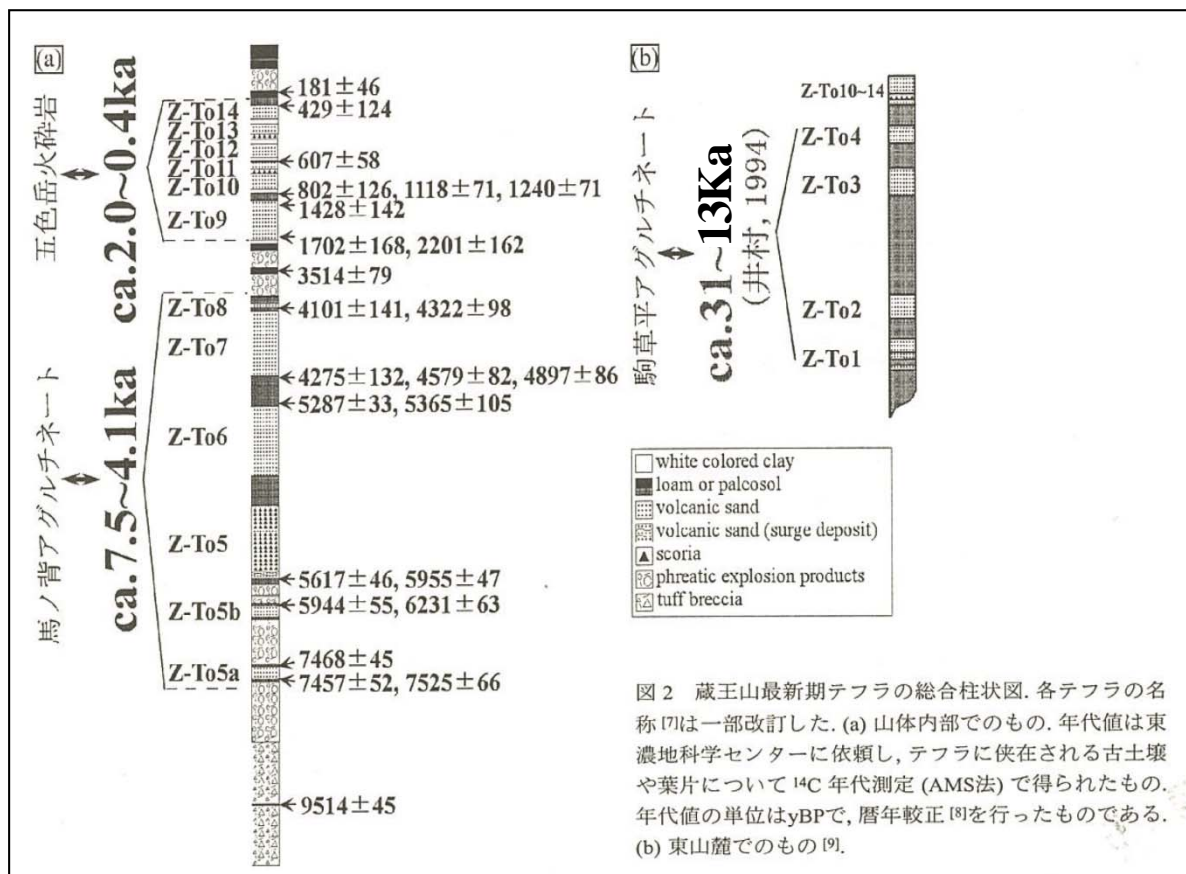 (a)
五色岳火砕岩
ca.2.0~0.4ka
馬ノ背アグルチネート
ca.7.5~4.1ka
Z-To14
Z-To13
Z-To12
Z-To11
Z-To10
Z-To9
Z-To8
Z-To7
Z-To6
Z-To5
Z-To5b
Z-To5a
181±46
429±124
607±58
802±126, 1118±71, 1240±71
1428±142
1702±168, 2201±162
3514±79
4101±141, 4322±98
4275±132, 4579±82, 4897±86
5287±33, 5365±105
5617±46, 5955±47
5944±55, 6231±63
7468±45
7457±52, 7525±66
9514±45
(b)
駒草平アグルチネート
ca.31~13Ka
(井村, 1994)
Z-To10~14
Z-To4
Z-To3
Z-To2
Z-To1
white colored clay
loam or palcosol
volcanic sand
volcanic sand (surge deposit)
scoria
phreatic explosion products
tuff breccia
図2 蔵王山最新期テフラの総合柱状図. 各テフラの名
称[7]は一部改訂した. (a) 山体内部でのもの. 年代値は東
濃地科学センターに依頼し, テフラに侠在される古土壌
や葉片について 14C 年代測定 (AMS法) で得られたもの.
年代値の単位はyBPで, 暦年較正[8]を行ったものである.
(b) 東山麓でのもの[9].